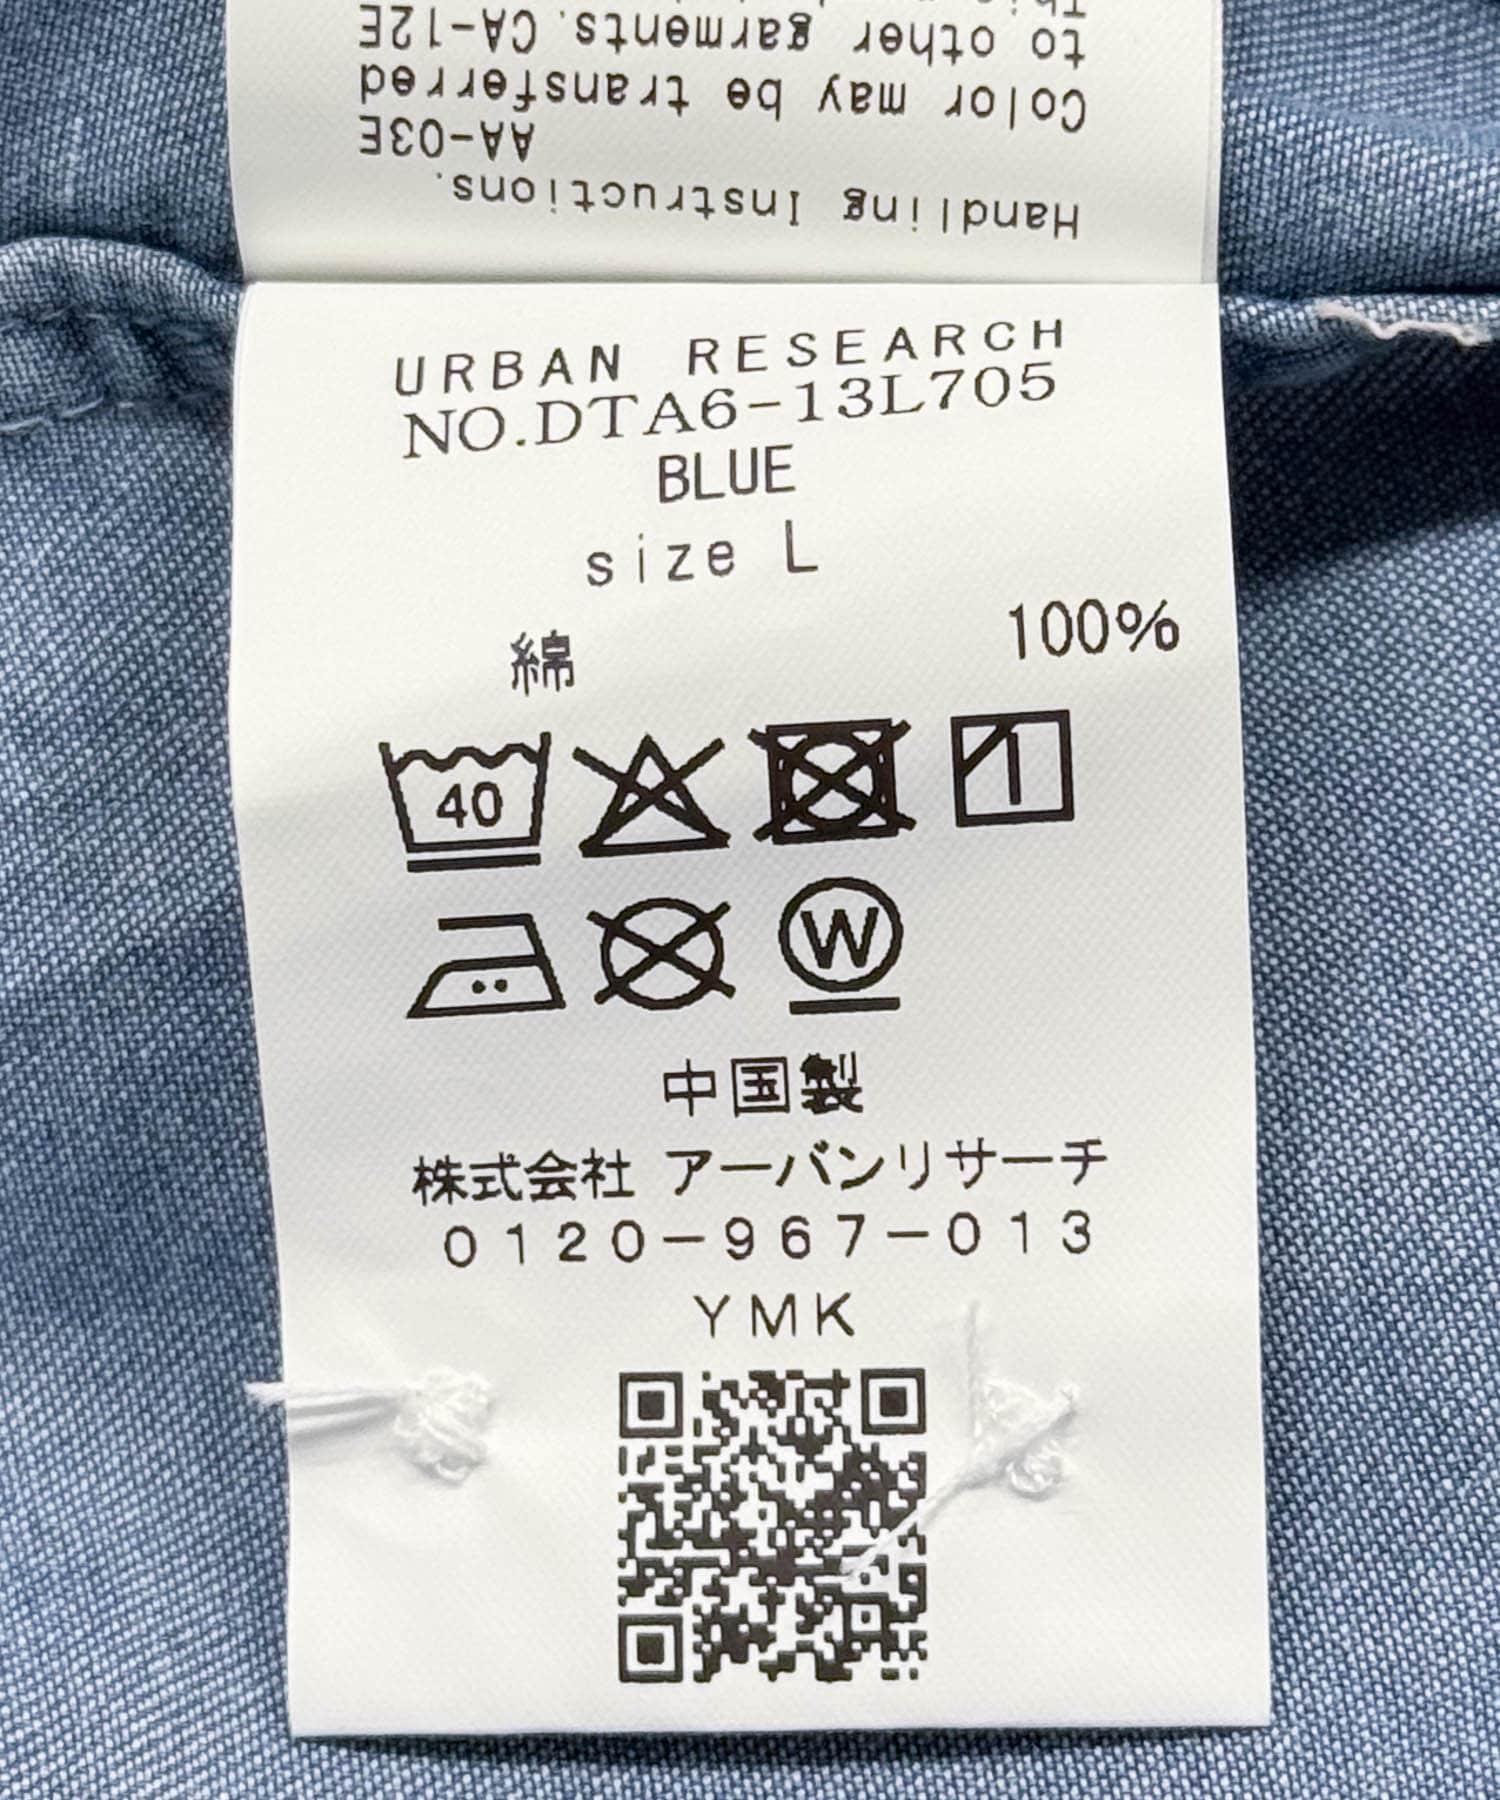 Handling Instructions.
AA-03E
Color may be transferred
to other garments. CA-12E
URBAN RESEARCH
NO.DTA6-13L705
BLUE
size L
綿 100%
40
W
中国製
株式会社 アーバンリサーチ
0120-967-013
YMK